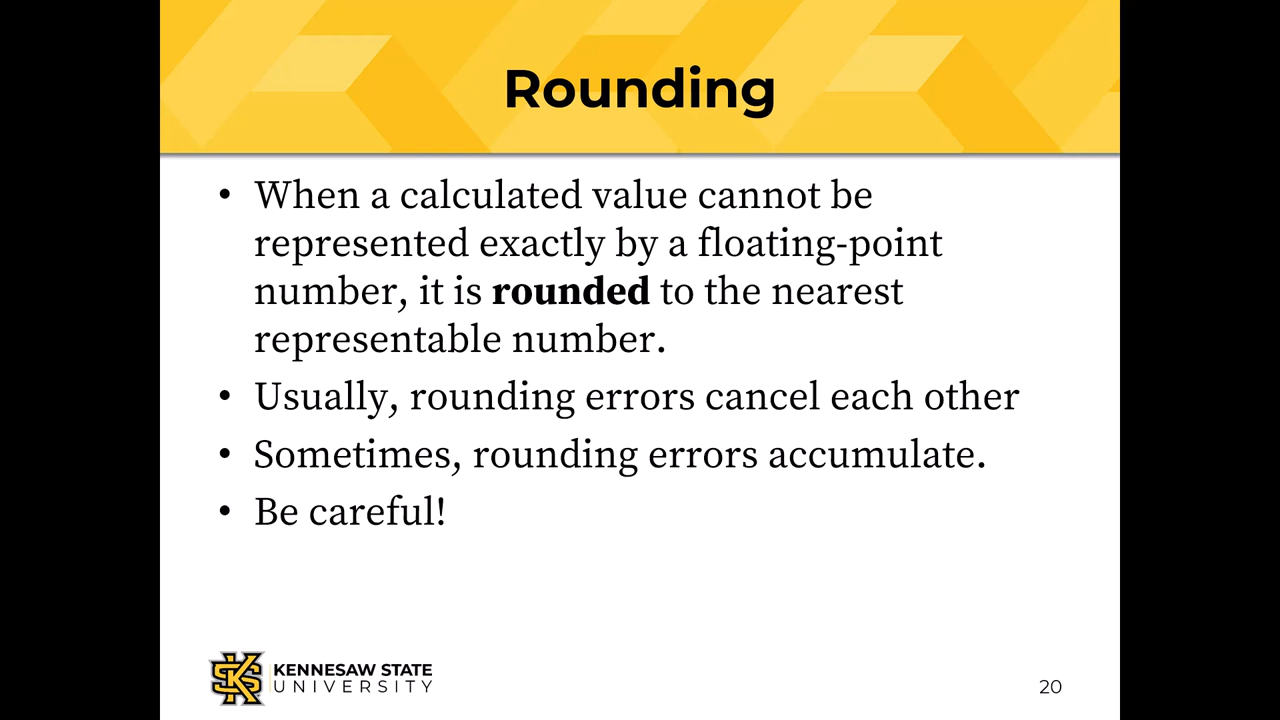 Rounding
• When a calculated value cannot be
represented exactly by a floating-point
number, it is rounded to the nearest
representable number.
• Usually, rounding errors cancel each other
• Sometimes, rounding errors accumulate.
• Be careful!
KENNESAW STATE
UNIVERSITY
20